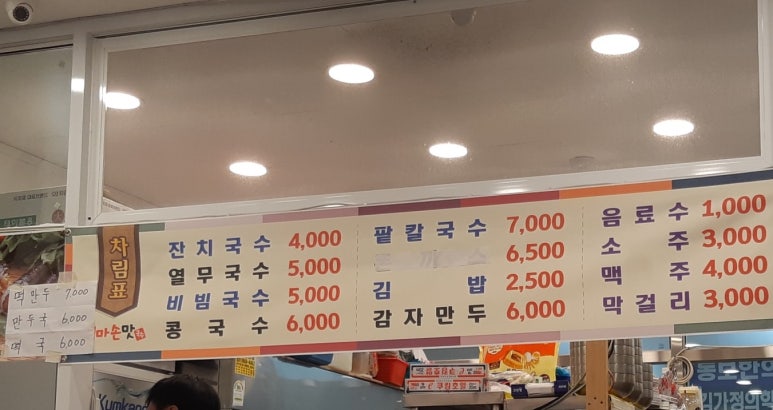 차림표
잔치국수 4,000
열무국수 5,000
비빔국수 5,000
콩국수 6,000
팥칼국수 7,000
6,500
김밥 2,500
감자만두 6,000
음료수 1,000
소주 3,000
맥주 4,000
막걸리 3,000
떡만두 7,000
만두국 6,000
떡국 6,000
마손맛
Kumkang